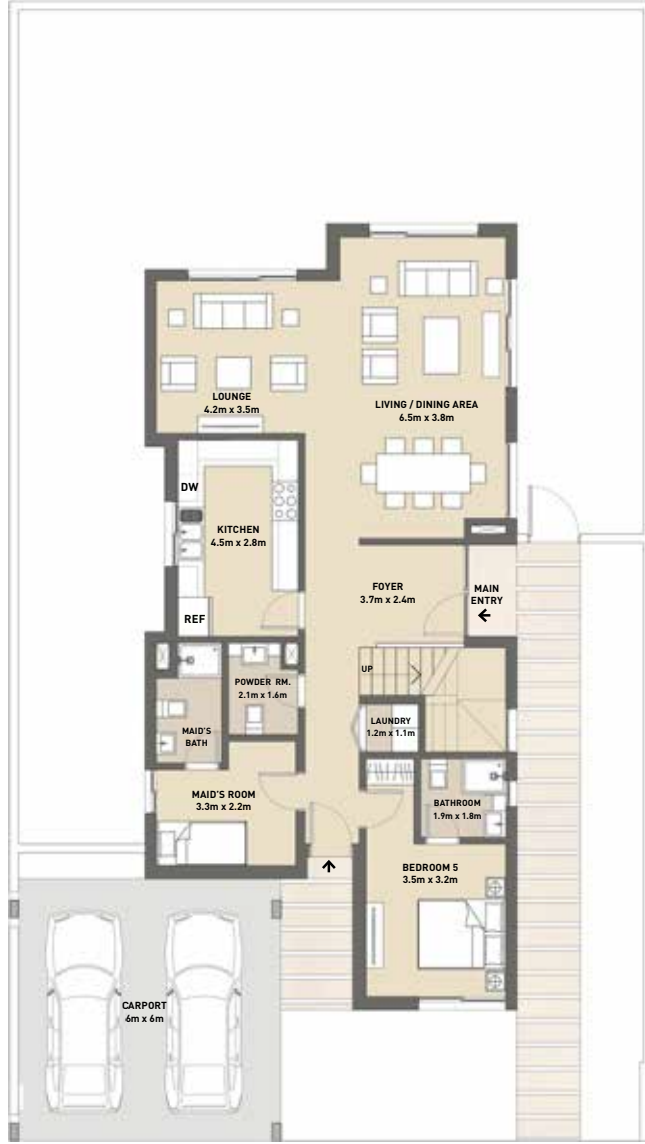 LOUNGE
4.2m x 3.5m
LIVING / DINING AREA
6.5m x 3.8m
DW
KITCHEN
4.5m x 2.8m
REF
FOYER
3.7m x 2.4m
MAIN
ENTRY
UP
POWDER RM.
2.1m x 1.6m
MAID'S
BATH
LAUNDRY
1.2m x 1.1m
MAID'S ROOM
3.3m x 2.2m
BATHROOM
1.9m x 1.8m
BEDROOM 5
3.5m x 3.2m
CARPORT
6m x 6m